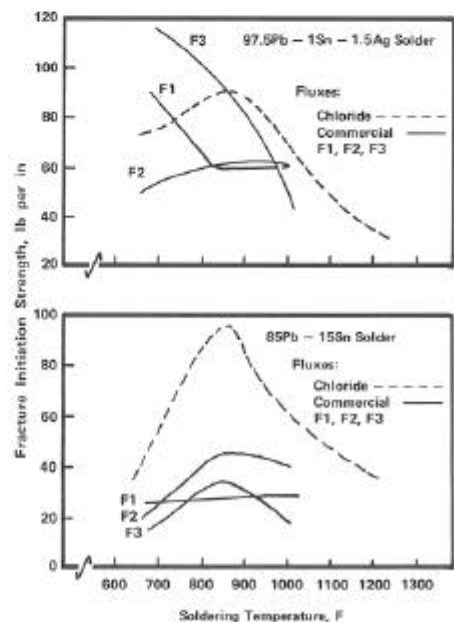 120
100
80
60
40
20
F1
F3
F2
97.5Pb – 1Sn – 1.5Ag Solder
Fluxes:
Chloride
Commercial
F1, F2, F3
Fracture Initiation Strength, lb per in
100
80
60
40
20
0
85Pb – 15Sn Solder
Fluxes:
Chloride
Commercial
F1, F2, F3
F1
F2
F3
600 700 800 900 1000 1100 1200 1300
Soldering Temperature, F